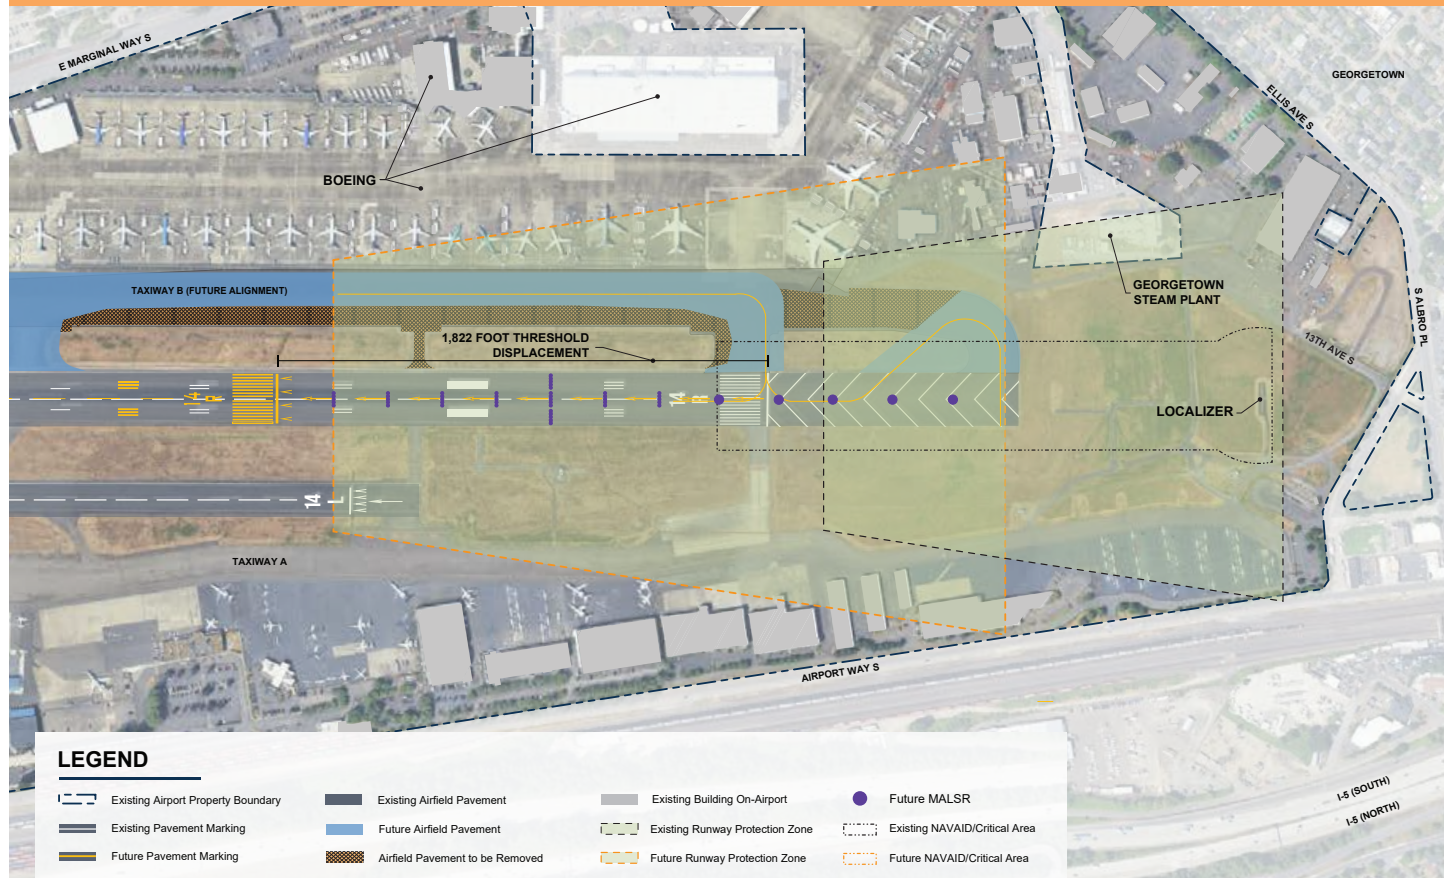 E MARGINAL WAY S
GEORGETOWN
ELLIS AVE S
BOEING
GEORGETOWN
STEAM PLANT
TAXIWAY B (FUTURE ALIGNMENT)
S ALBRO PL
1,822 FOOT THRESHOLD
DISPLACEMENT
13TH AVE S
14
R
LOCALIZER
14
L
TAXIWAY A
AIRPORT WAY S
LEGEND
Existing Airport Property Boundary
Existing Airfield Pavement
Existing Building On-Airport
Future MALSR
Existing Pavement Marking
Future Airfield Pavement
Existing Runway Protection Zone
Existing NAVAID/Critical Area
Future Pavement Marking
Airfield Pavement to be Removed
Future Runway Protection Zone
Future NAVAID/Critical Area
I-5 (SOUTH)
I-5 (NORTH)